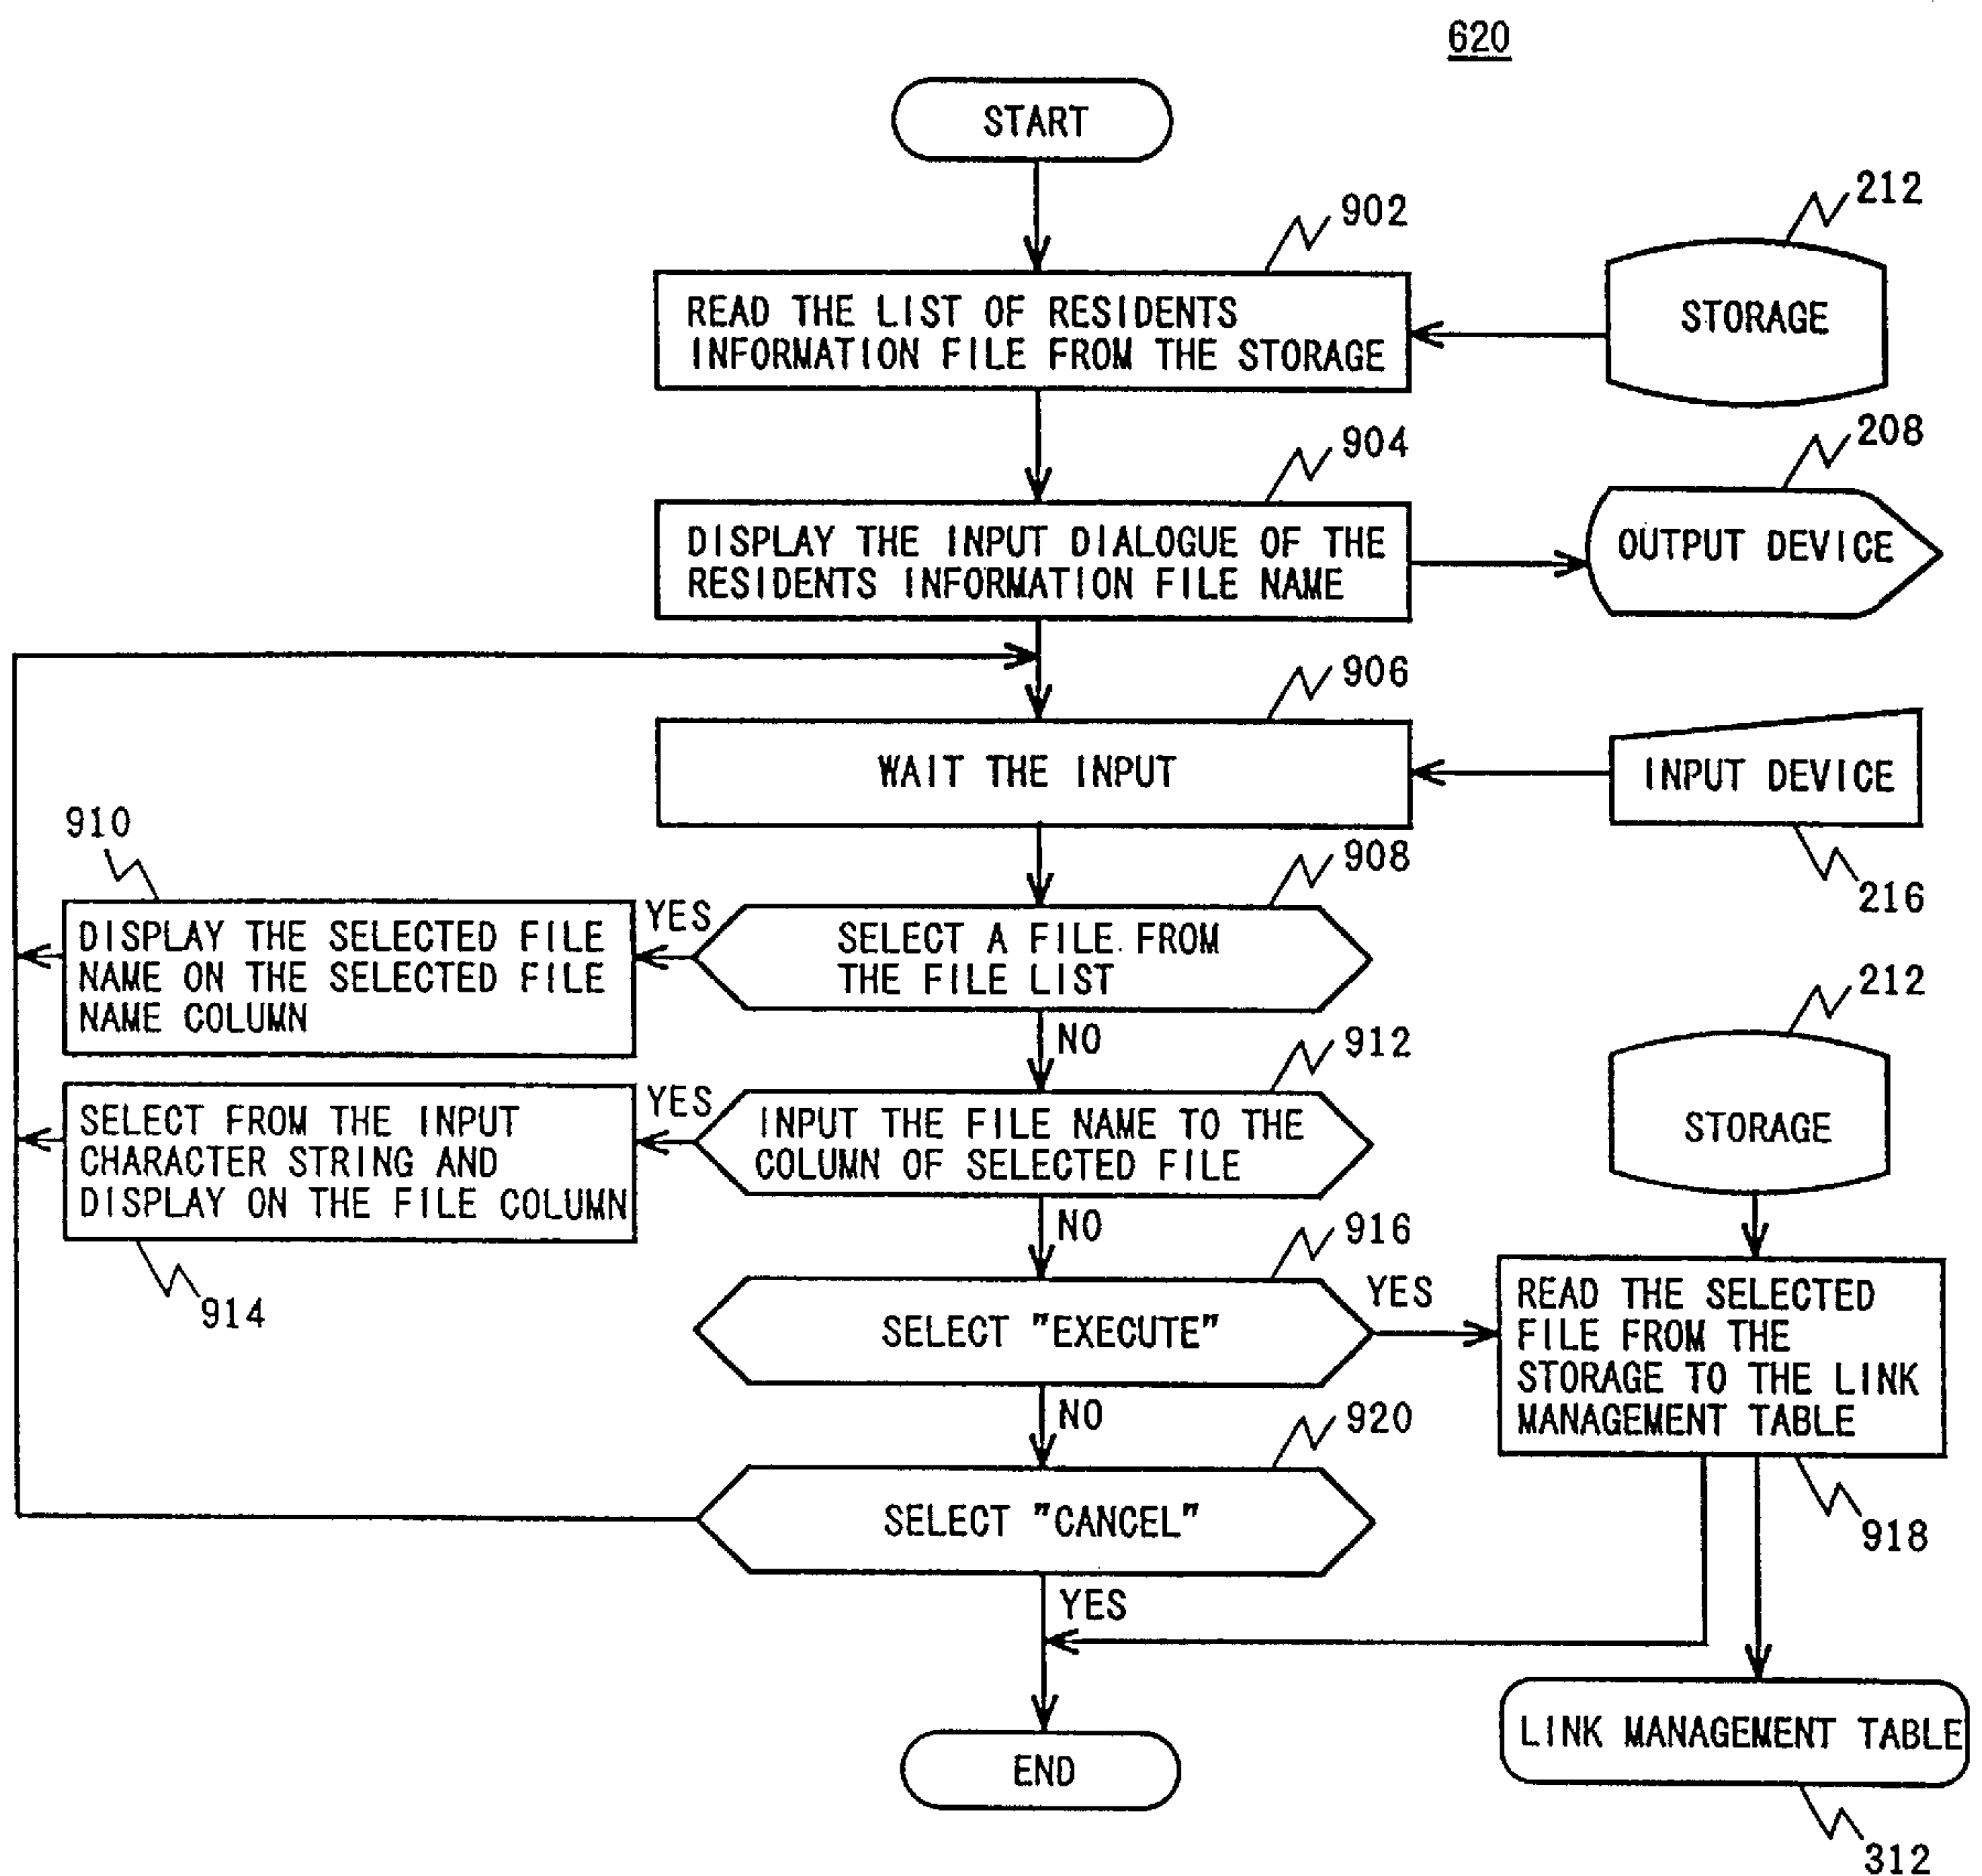 620
START
902
212
READ THE LIST OF RESIDENTS
INFORMATION FILE FROM THE STORAGE
STORAGE
904
208
DISPLAY THE INPUT DIALOGUE OF THE
RESIDENTS INFORMATION FILE NAME
OUTPUT DEVICE
906
WAIT THE INPUT
INPUT DEVICE
216
910
908
DISPLAY THE SELECTED FILE
NAME ON THE SELECTED FILE
NAME COLUMN
YES
SELECT A FILE FROM
THE FILE LIST
NO
912
212
STORAGE
SELECT FROM THE INPUT
CHARACTER STRING AND
DISPLAY ON THE FILE COLUMN
914
YES
INPUT THE FILE NAME TO THE
COLUMN OF SELECTED FILE
NO
916
SELECT "EXECUTE"
YES
READ THE SELECTED
FILE FROM THE
STORAGE TO THE LINK
MANAGEMENT TABLE
918
NO
920
SELECT "CANCEL"
YES
LINK MANAGEMENT TABLE
312
END